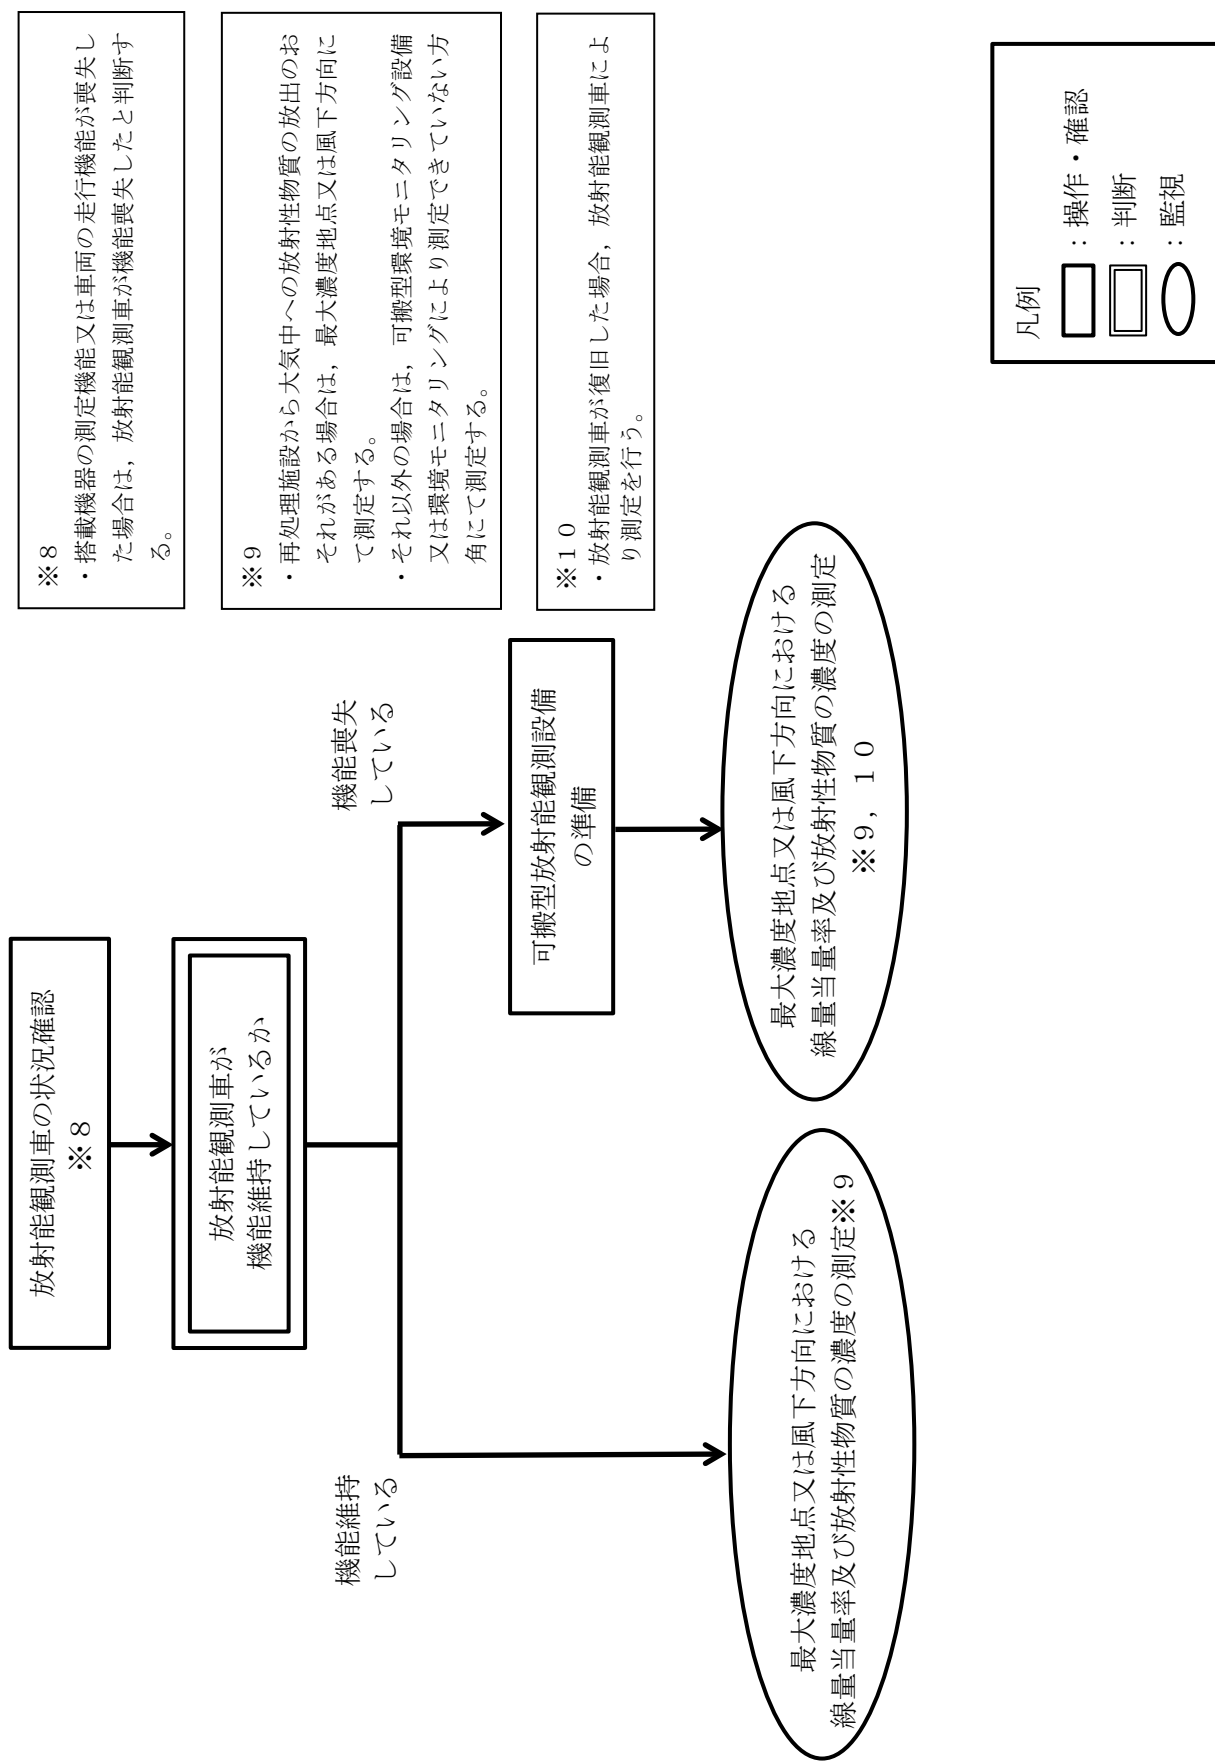 放射能観測車の状況確認
※８
放射能観測車が
機能維持しているか
機能維持
している
機能喪失
している
可搬型放射能観測設備
の準備
最大濃度地点又は風下方向における
線量当量率及び放射性物質の濃度の測定※９
最大濃度地点又は風下方向における
線量当量率及び放射性物質の濃度の測定
※９，１０
※８
・搭載機器の測定機能又は車両の走行機能が喪失し
た場合は，放射能観測車が機能喪失したと判断す
る。
※９
・再処理施設から大気中への放射性物質の放出のお
それがある場合は，最大濃度地点又は風下方向に
て測定する。
・それ以外の場合は，可搬型環境モニタリング設備
又は環境モニタリングにより測定できていない方
角にて測定する。
※１０
・放射能観測車が復旧した場合，放射能観測車によ
り測定を行う。
凡例
：操作・確認
：判断
：監視